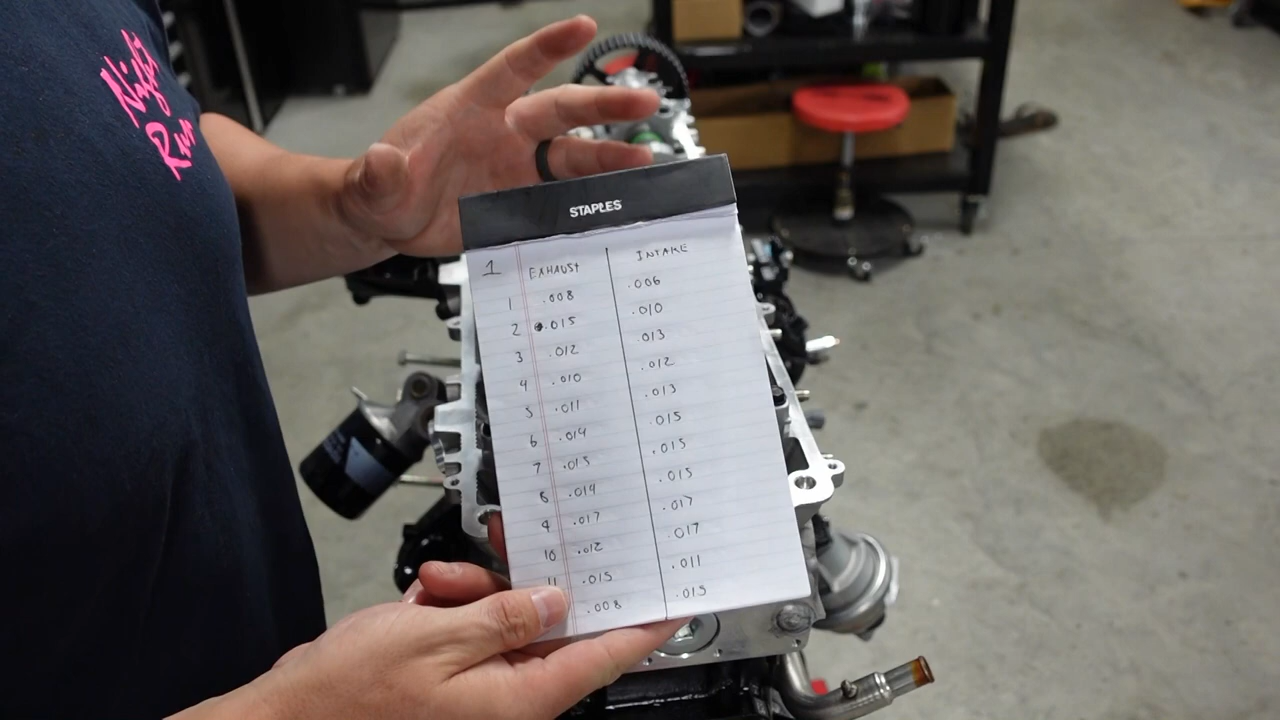 Night
Run
STAPLES
1 EXHAUST INTAKE
1 .008 .006
2 .015 .010
3 .012 .013
4 .010 .012
5 .011 .013
6 .014 .015
7 .015 .015
8 .014 .015
9 .017 .017
10 .012 .017
11 .015 .011
.008 .015